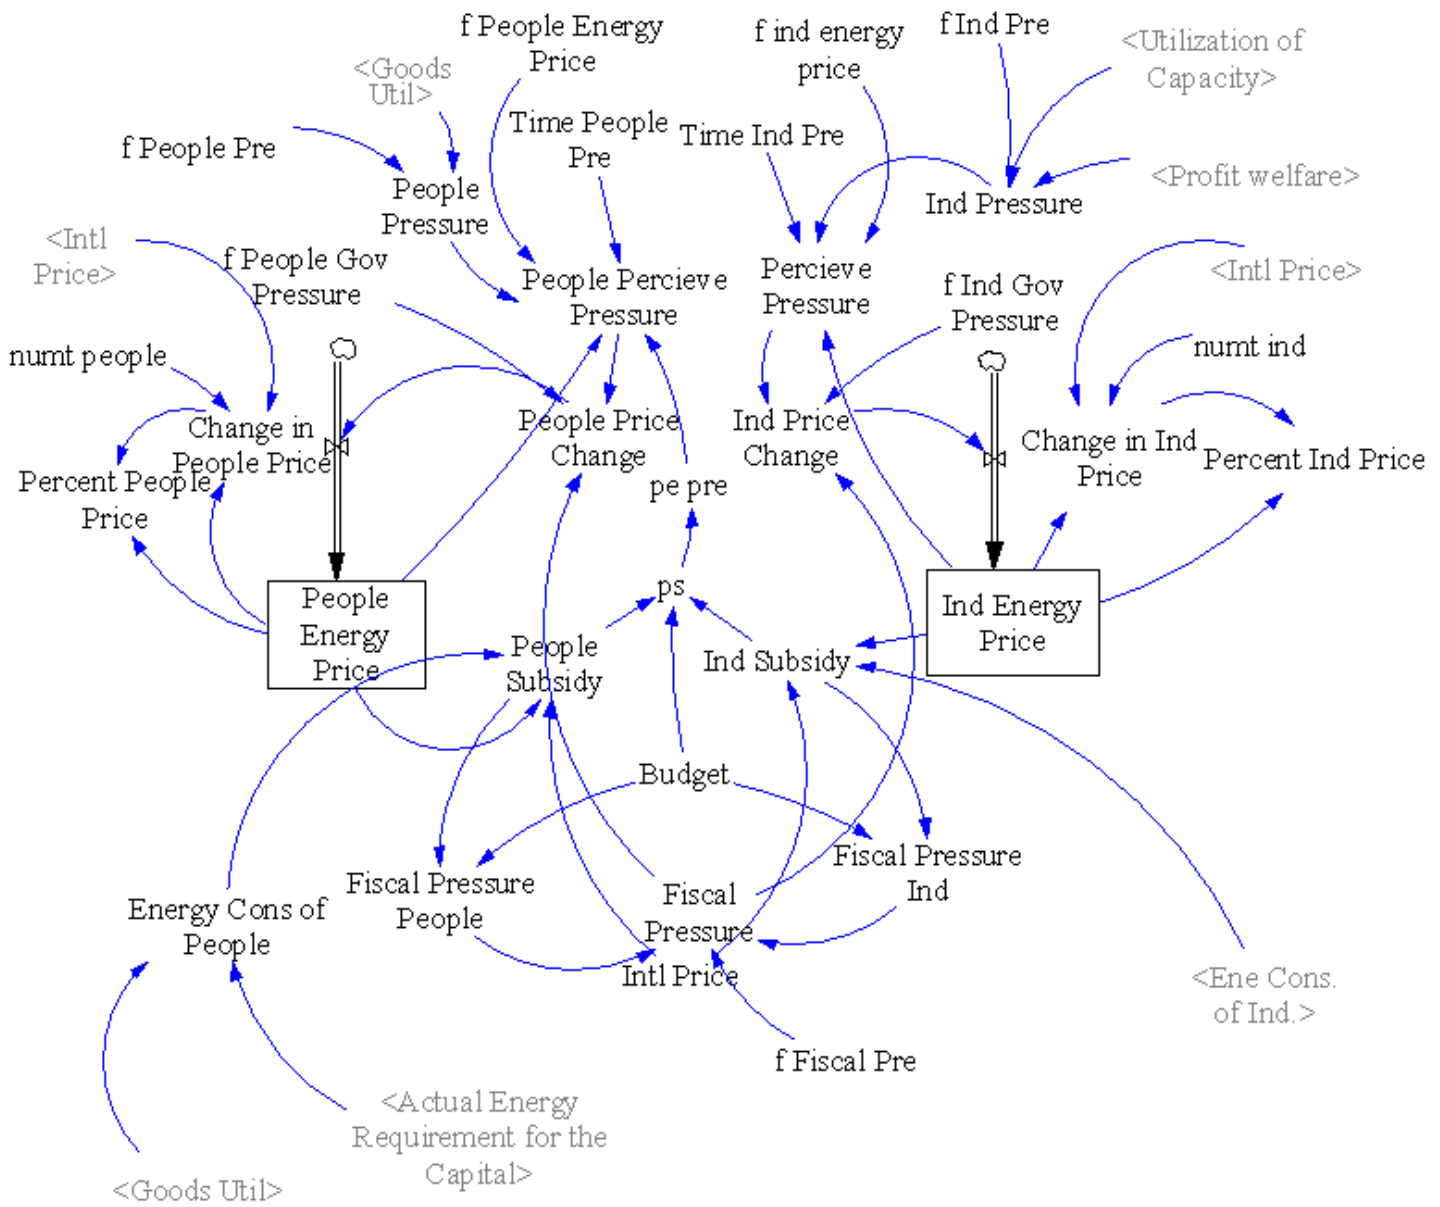 f People Energy
Price
f ind energy
price
f Ind Pre
<Utilization of
Capacity>
<Goods
Util>
Time People
Pre
Time Ind Pre
f People Pre
People
Pressure
<Profit welfare>
Ind Pressure
<Intl
Price>
f People Gov
Pressure
People Percieve
Pressure
Percieve
Pressure
f Ind Gov
Pressure
<Intl Price>
numt people
numt ind
Change in
People Price
People Price
Change
Ind Price
Change
Change in Ind
Price
Percent Ind Price
Percent People
Price
pe pre
People
Energy
Price
ps
Ind Energy
Price
People
Subsidy
Ind Subsidy
Budget
Fiscal Pressure
Ind
Fiscal Pressure
People
Fiscal
Pressure
Energy Cons of
People
Intl Price
<Ene Cons.
of Ind.>
f Fiscal Pre
<Actual Energy
Requirement for the
Capital>
<Goods Util>